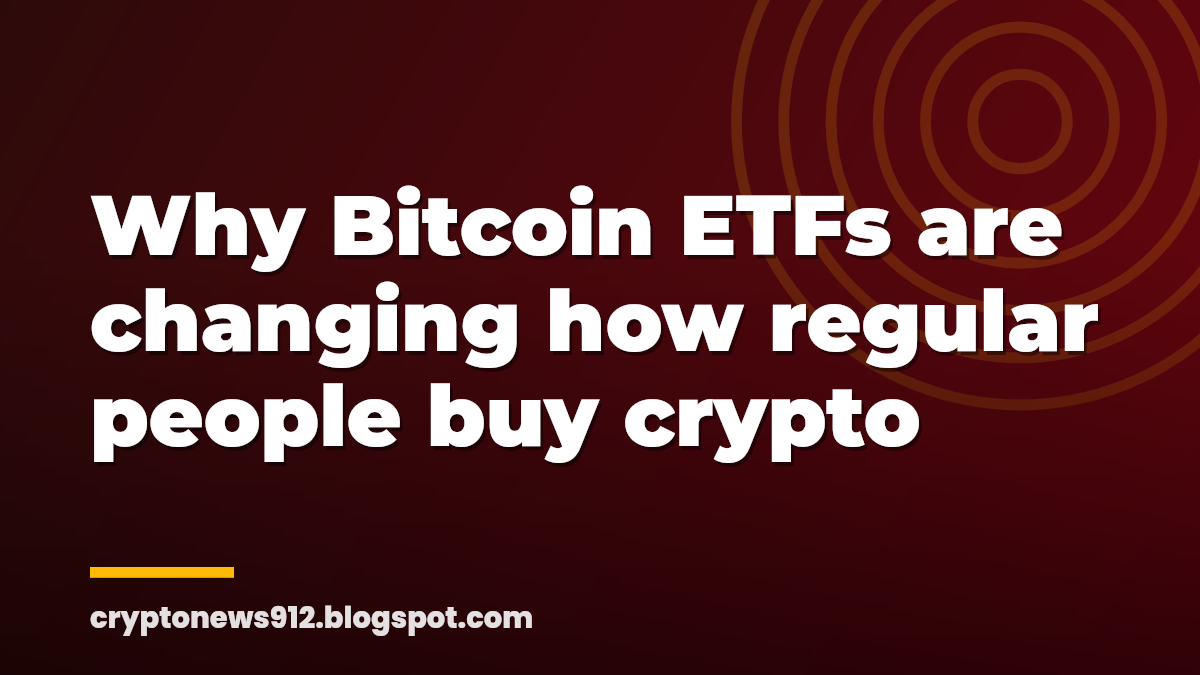 Why Bitcoin ETFs are
changing how regular
people buy crypto
cryptonews912.blogspot.com